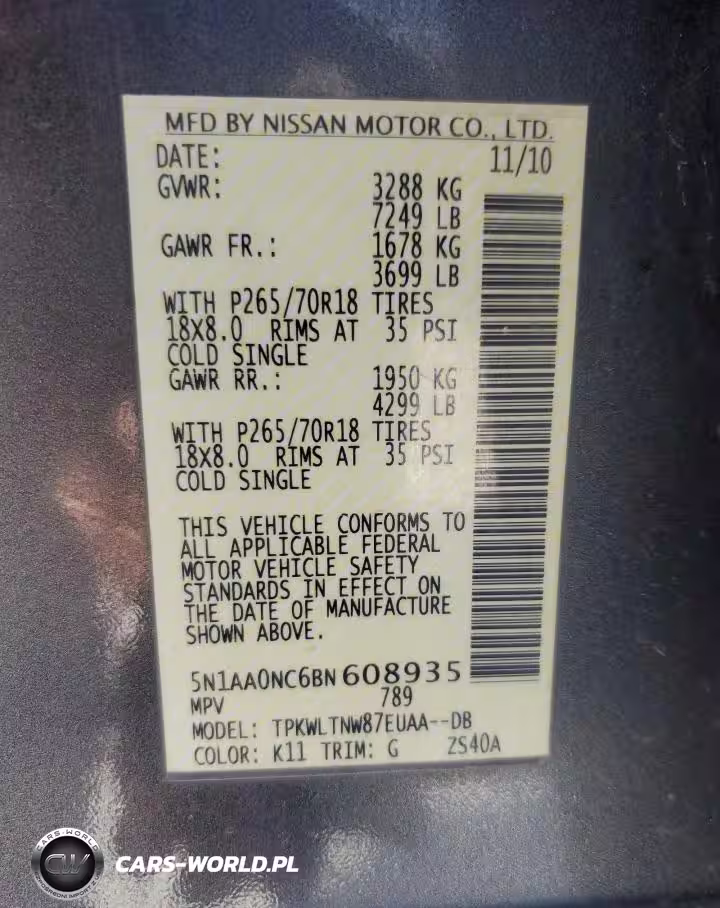 MFD BY NISSAN MOTOR CO., LTD.
DATE: 11/10
GVWR: 3288 KG
7249 LB
GAWR FR.: 1678 KG
3699 LB
WITH P265/70R18 TIRES
18X8.0 RIMS AT 35 PSI
COLD SINGLE
GAWR RR.: 1950 KG
4299 LB
WITH P265/70R18 TIRES
18X8.0 RIMS AT 35 PSI
COLD SINGLE
THIS VEHICLE CONFORMS TO
ALL APPLICABLE FEDERAL
MOTOR VEHICLE SAFETY
STANDARDS IN EFFECT ON
THE DATE OF MANUFACTURE
SHOWN ABOVE.
5N1AA0NC6BN608935
MPV 789
MODEL: TPKWLTNW87EUAA--DB
COLOR: K11 TRIM: G ZS40A
CARS-WORLD
CW
CARS-WORLD.PL